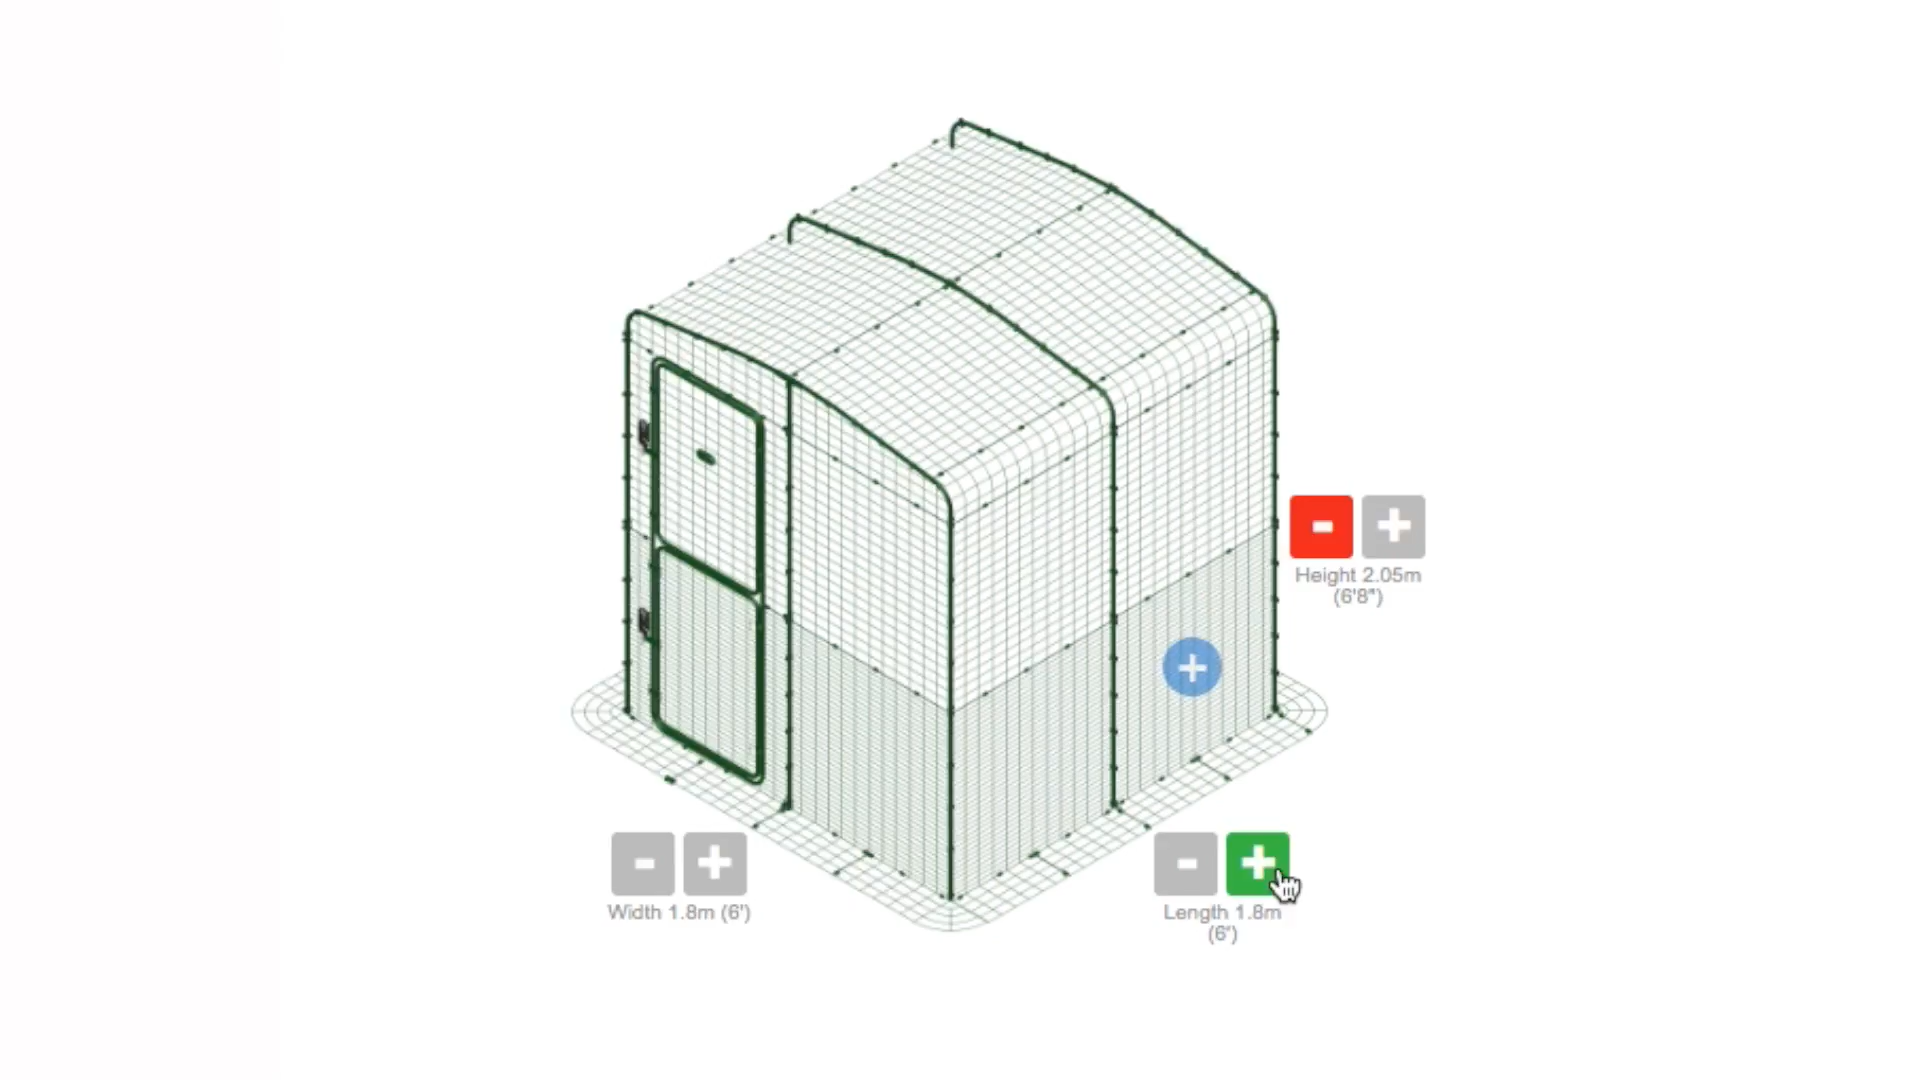 - +
Height 2.05m
(6'8")
+
- +
Width 1.8m (6')
- +
Length 1.8m
(6')